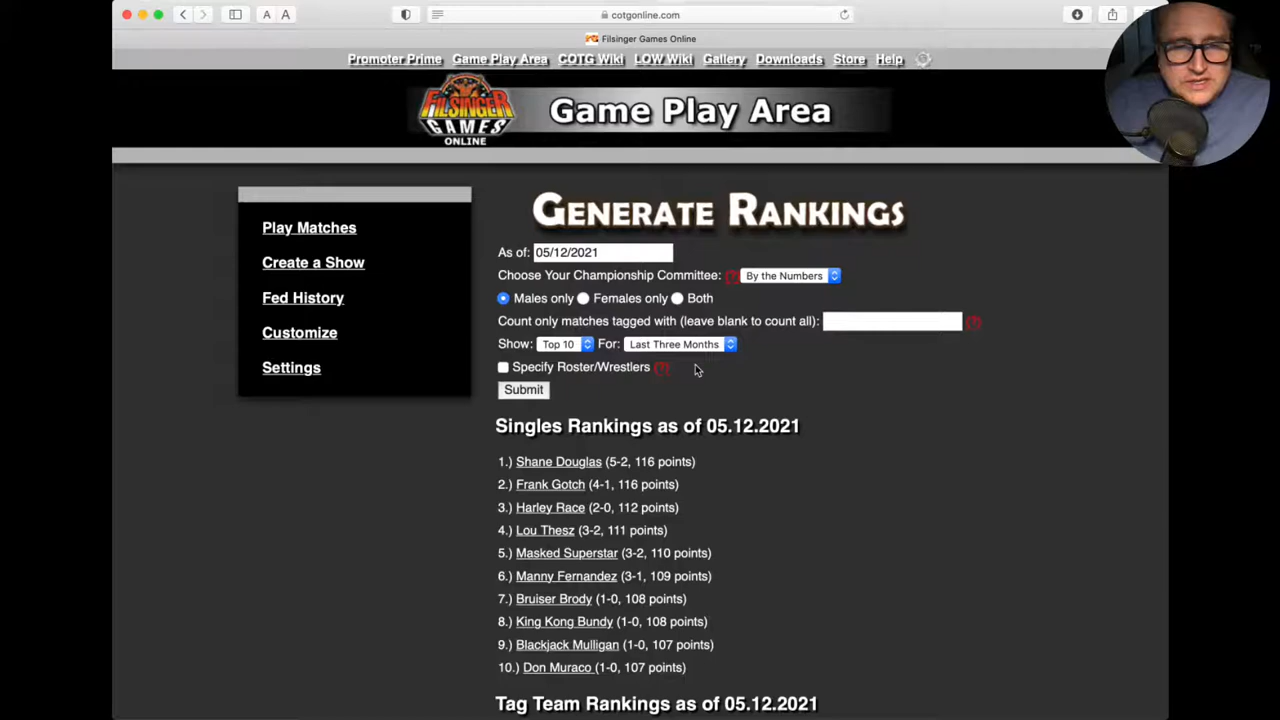 cotgonline.com
Filsinger Games Online
Promoter Prime Game Play Area COTG Wiki LOW Wiki Gallery Downloads Store Help
FILSINGER GAMES ONLINE
Game Play Area
Play Matches
Create a Show
Fed History
Customize
Settings
Generate Rankings
As of: 05/12/2021
Choose Your Championship Committee: [?] By the Numbers
Males only Females only Both
Count only matches tagged with (leave blank to count all): [?]
Show: Top 10 For: Last Three Months
Specify Roster/Wrestlers [?]
Submit
Singles Rankings as of 05.12.2021
1.) Shane Douglas (5-2, 116 points)
2.) Frank Gotch (4-1, 116 points)
3.) Harley Race (2-0, 112 points)
4.) Lou Thesz (3-2, 111 points)
5.) Masked Superstar (3-2, 110 points)
6.) Manny Fernandez (3-1, 109 points)
7.) Bruiser Brody (1-0, 108 points)
8.) King Kong Bundy (1-0, 108 points)
9.) Blackjack Mulligan (1-0, 107 points)
10.) Don Muraco (1-0, 107 points)
Tag Team Rankings as of 05.12.2021